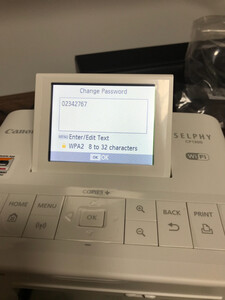 Change Password
02342767
MENU Enter/Edit Text
WPA2 8 to 32 characters
OK
Canon
SELPHY
Wi Fi
COPIES +
HOME
MENU
OK
BACK
PRINT